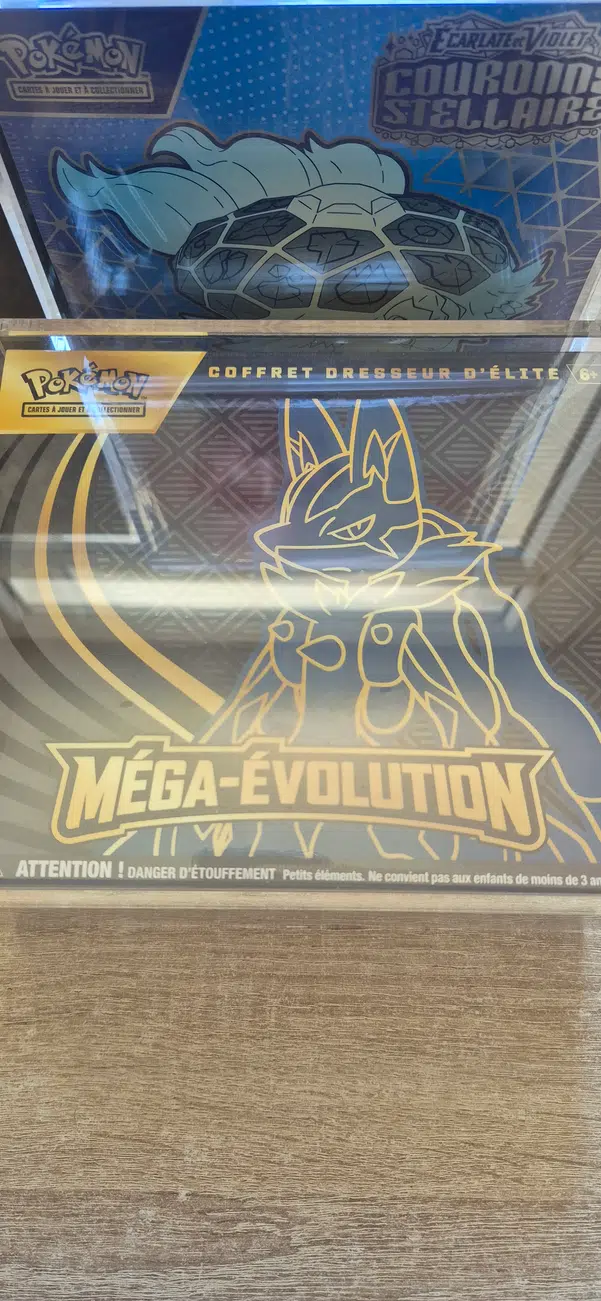 POKÉMON
CARTES À JOUER ET À COLLECTIONNER
ÉCARLATE ET VIOLET
COURONNE
STELLAIRE
POKÉMON
CARTES À JOUER ET À COLLECTIONNER
COFFRET DRESSEUR D'ÉLITE
6+
MÉGA-ÉVOLUTION
ATTENTION ! DANGER D'ÉTOUFFEMENT Petits éléments. Ne convient pas aux enfants de moins de 3 an